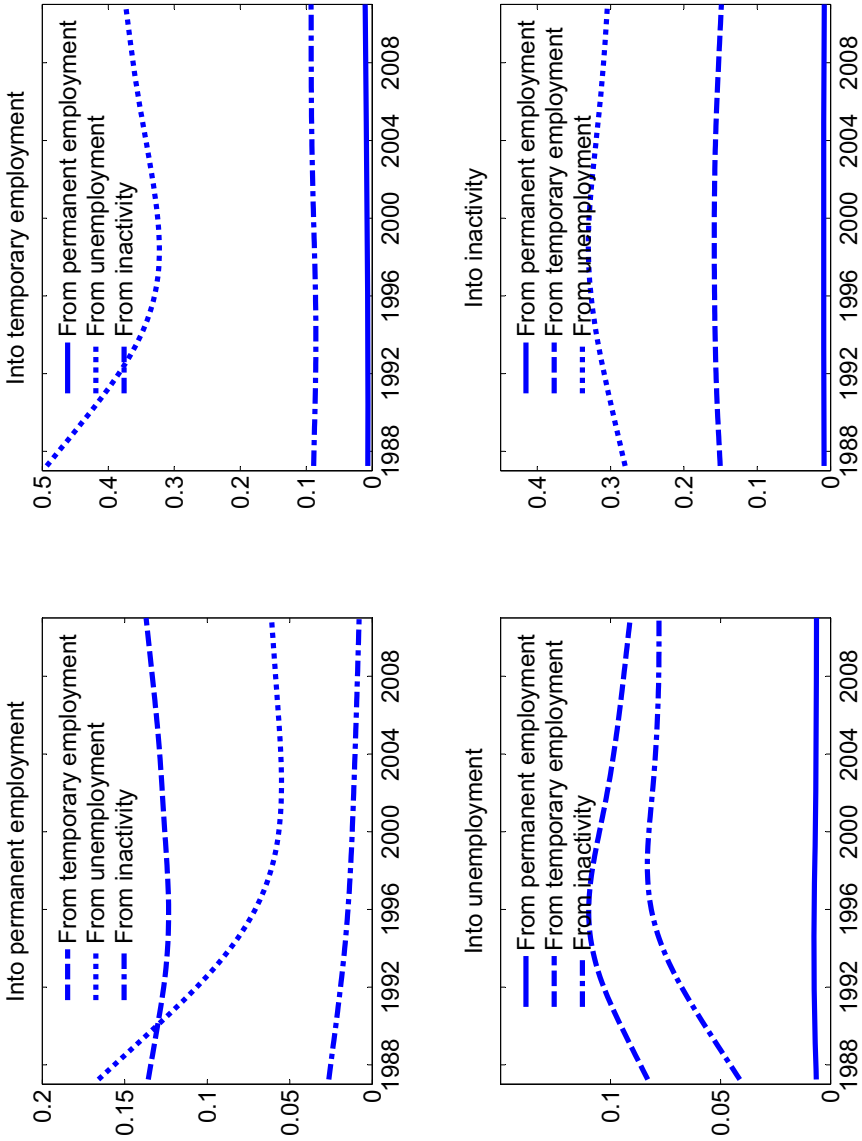 Into permanent employment
0.2
0.15
0.1
0.05
0
From temporary employment
From unemployment
From inactivity
1988 1992 1996 2000 2004 2008
Into temporary employment
0.5
0.4
0.3
0.2
0.1
0
From permanent employment
From unemployment
From inactivity
1988 1992 1996 2000 2004 2008
Into unemployment
0.1
0.05
0
From permanent employment
From temporary employment
From inactivity
1988 1992 1996 2000 2004 2008
Into inactivity
0.4
0.3
0.2
0.1
0
From permanent employment
From temporary employment
From unemployment
1988 1992 1996 2000 2004 2008